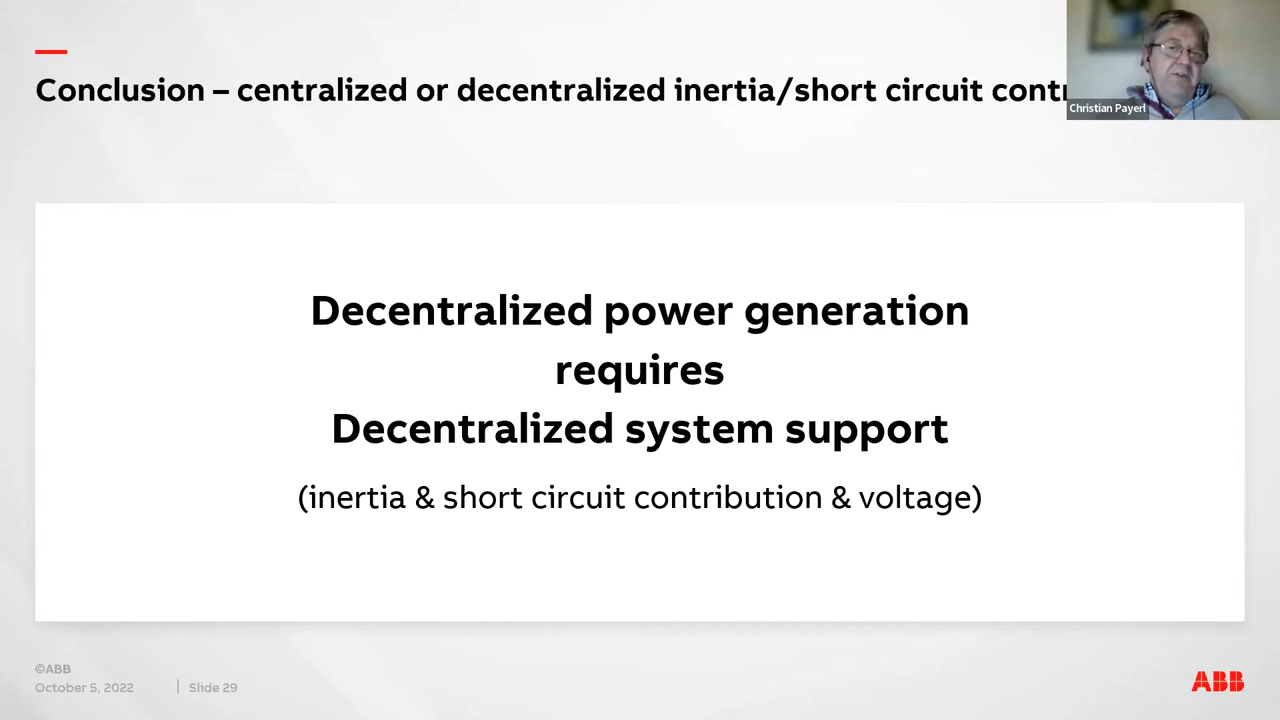 Conclusion – centralized or decentralized inertia/short circuit
Christian Payerl
Decentralized power generation
requires
Decentralized system support
(inertia & short circuit contribution & voltage)
©ABB
October 5, 2022 | Slide 29
ABB